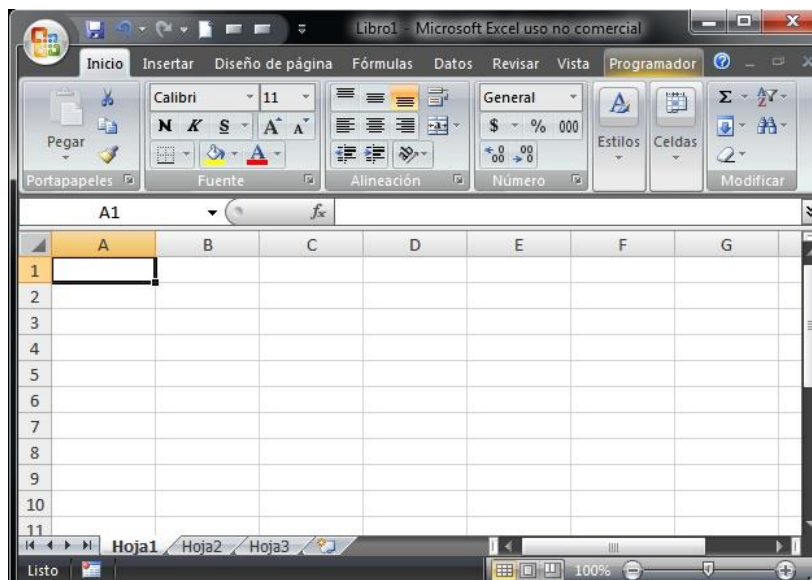 Libro1 - Microsoft Excel uso no comercial
Inicio Insertar Diseño de página Fórmulas Datos Revisar Vista Programador
Calibri 11 General
Pegar N K S A A $ % 000 Estilos Celdas Σ
A
Portapapeles Fuente Alineación Número Modificar
A1 fx
A B C D E F G
1
2
3
4
5
6
7
8
9
10
11
Hoja1 Hoja2 Hoja3
Listo 100%